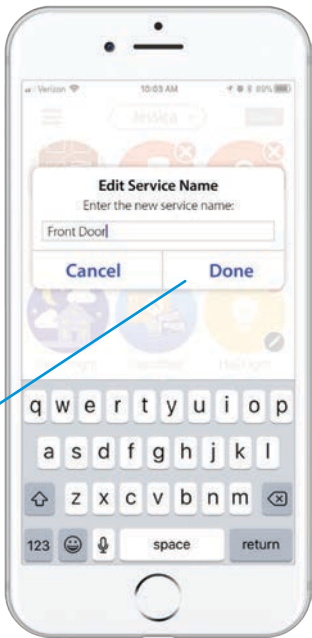 Verizon 10:03 AM 89%
Jessica
Edit Service Name
Enter the new service name:
Front Door
Cancel Done
q w e r t y u i o p
a s d f g h j k l
z x c v b n m
123 space return